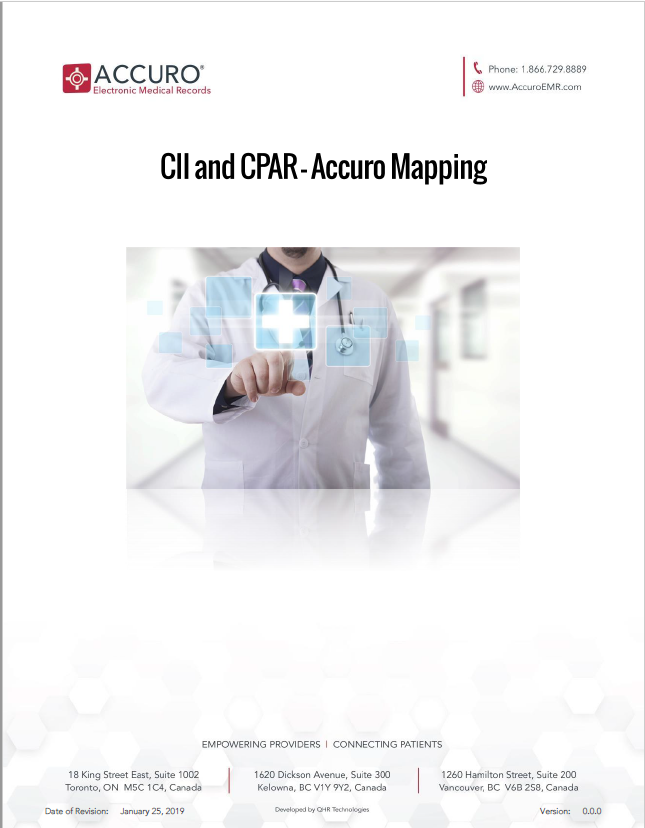 ACCURO®
Electronic Medical Records
Phone: 1.866.729.8889
www.AccuroEMR.com
CII and CPAR - Accuro Mapping
EMPOWERING PROVIDERS | CONNECTING PATIENTS
18 King Street East, Suite 1002
Toronto, ON M5C 1C4, Canada
1620 Dickson Avenue, Suite 300
Kelowna, BC V1Y 9Y2, Canada
1260 Hamilton Street, Suite 200
Vancouver, BC V6B 2S8, Canada
Date of Revision: January 25, 2019
Developed by QHR Technologies
Version: 0.0.0